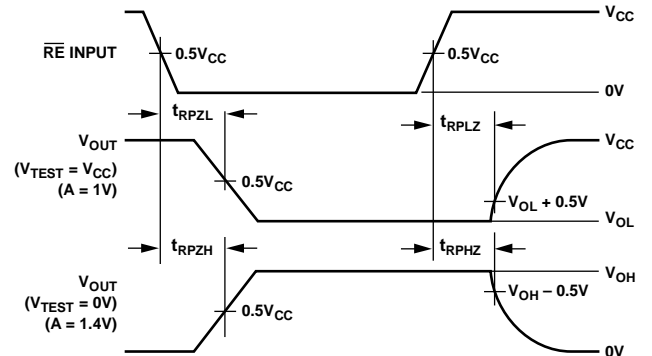 V_CC
RE INPUT
0.5V_CC
0.5V_CC
0V
t_RPZL
t_RPLZ
V_OUT
V_CC
(V_TEST = V_CC)
(A = 1V)
0.5V_CC
V_OL + 0.5V
V_OL
t_RPZH
t_RPHZ
V_OUT
V_OH
(V_TEST = 0V)
V_OH – 0.5V
(A = 1.4V)
0.5V_CC
0V